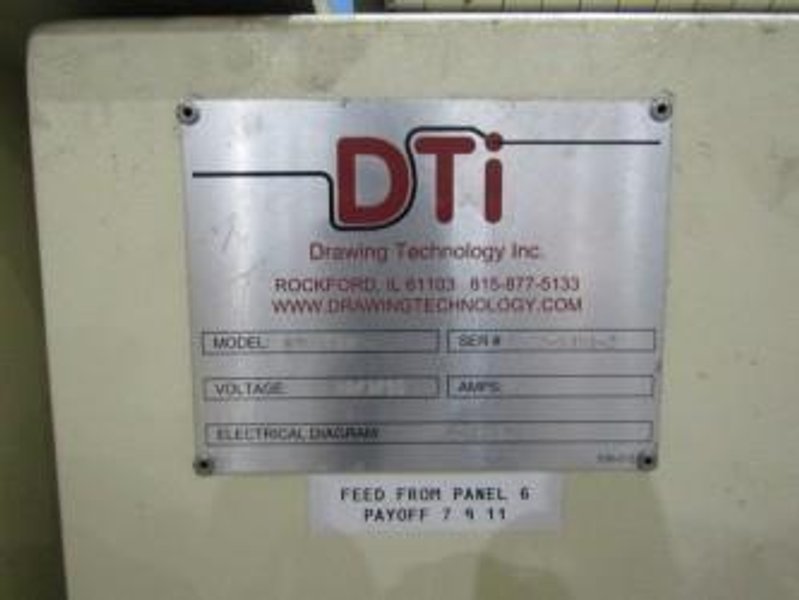 DTi
Drawing Technology Inc.
ROCKFORD, IL 61103 815-877-5133
WWW.DRAWINGTECHNOLOGY.COM
MODEL: SER #
VOLTAGE: AMPS:
ELECTRICAL DIAGRAM:
FEED FROM PANEL 6
PAYOFF 7 9 11